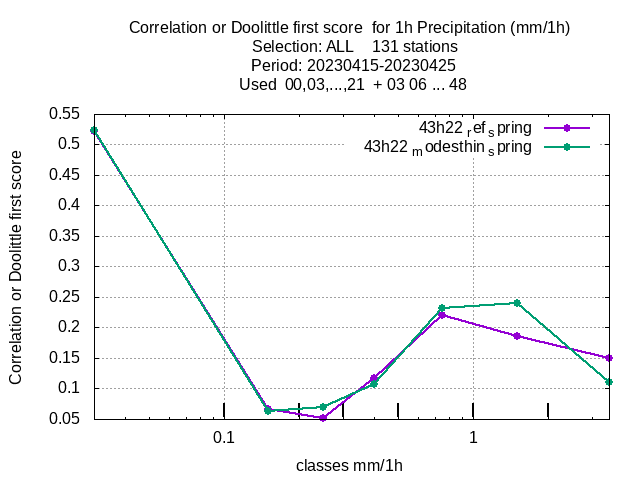 Correlation or Doolittle first score  for 1h Precipitation (mm/1h)
Selection: ALL    131 stations
Period: 20230415-20230425
Used  00,03,...,21  + 03 06 ... 48
43h22 ref spring
43h22 modesthin spring
Correlation or Doolittle first score
0.55
0.5
0.45
0.4
0.35
0.3
0.25
0.2
0.15
0.1
0.05
0.1 1
classes mm/1h